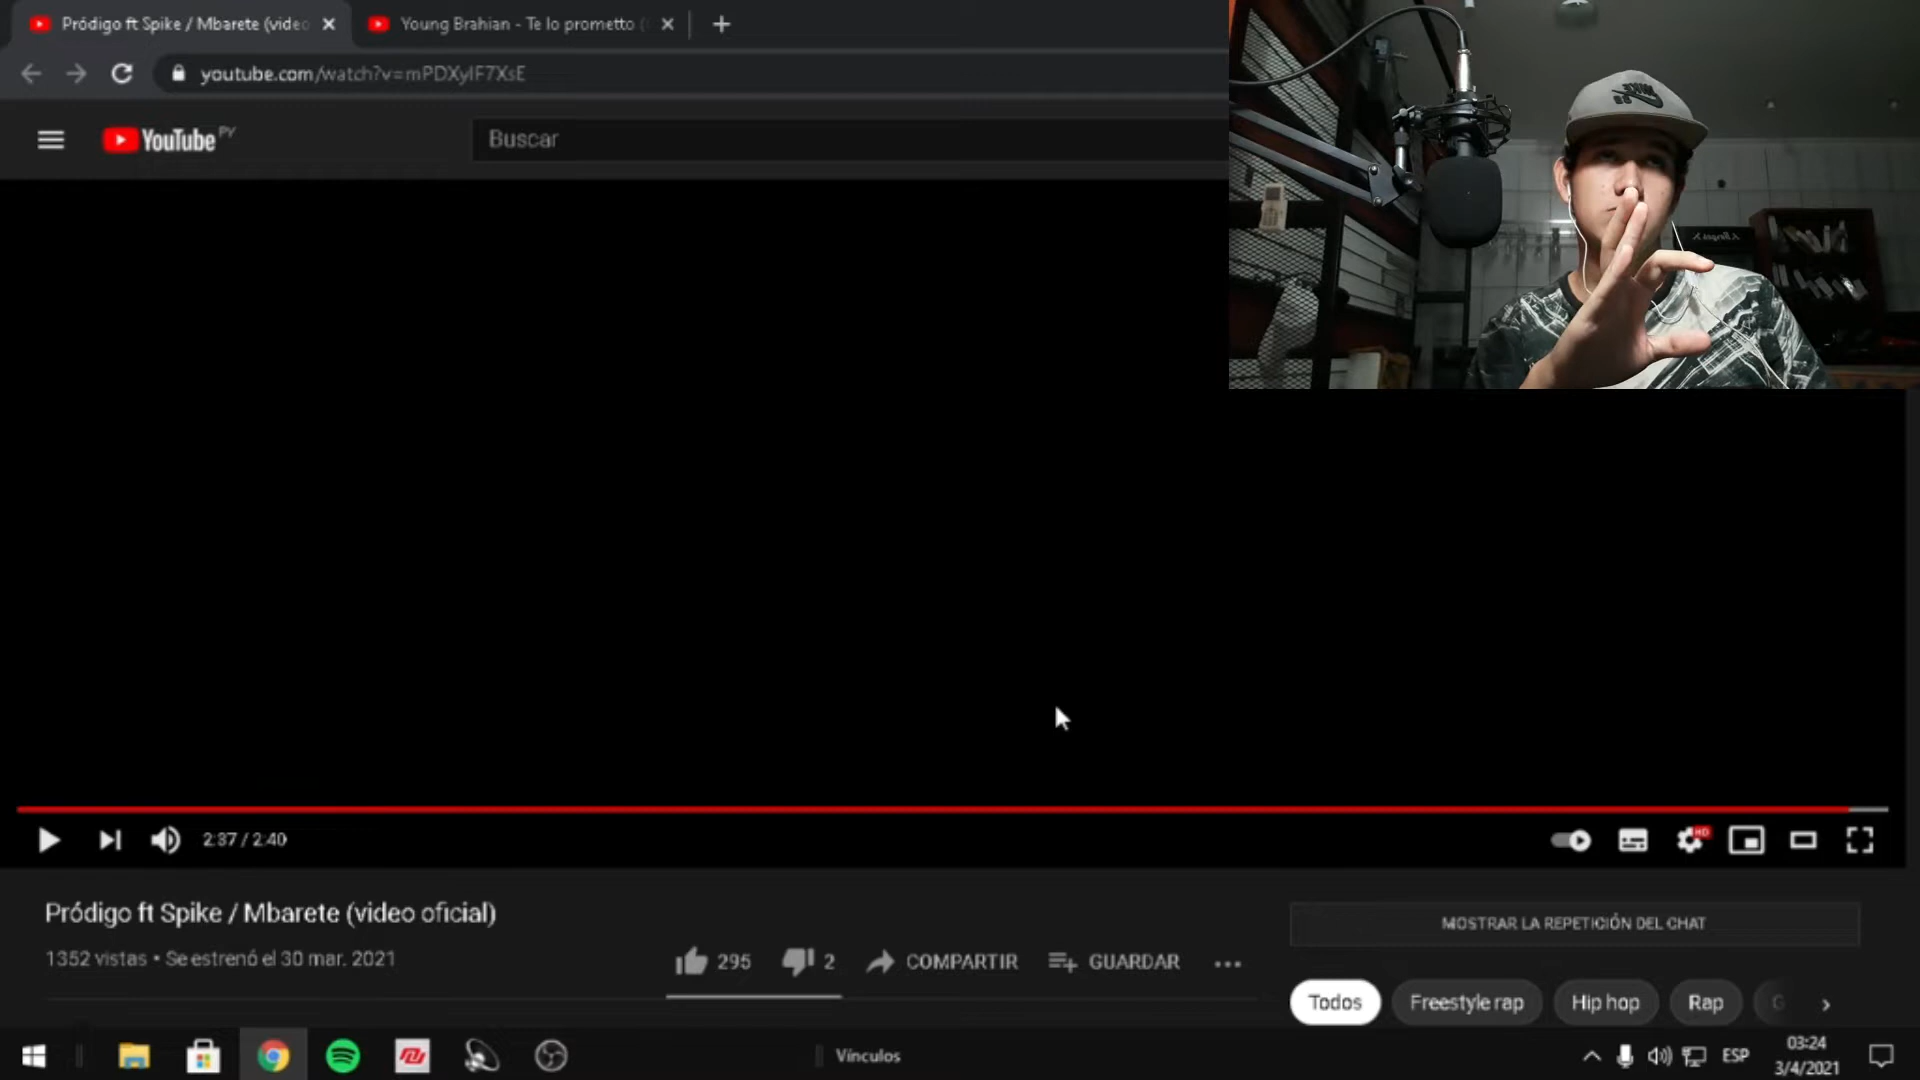 Pródigo ft Spike / Mbarete (video
Young Brahian - Te lo prometto (
youtube.com/watch?v=mPDXyIF7XsE
YouTube PY
Buscar
2:37 / 2:40
HD
Pródigo ft Spike / Mbarete (video oficial)
1352 vistas • Se estrenó el 30 mar. 2021
295
2
COMPARTIR
GUARDAR
MOSTRAR LA REPETICIÓN DEL CHAT
Todos
Freestyle rap
Hip hop
Rap
G
Vínculos
ESP
03:24
3/4/2021